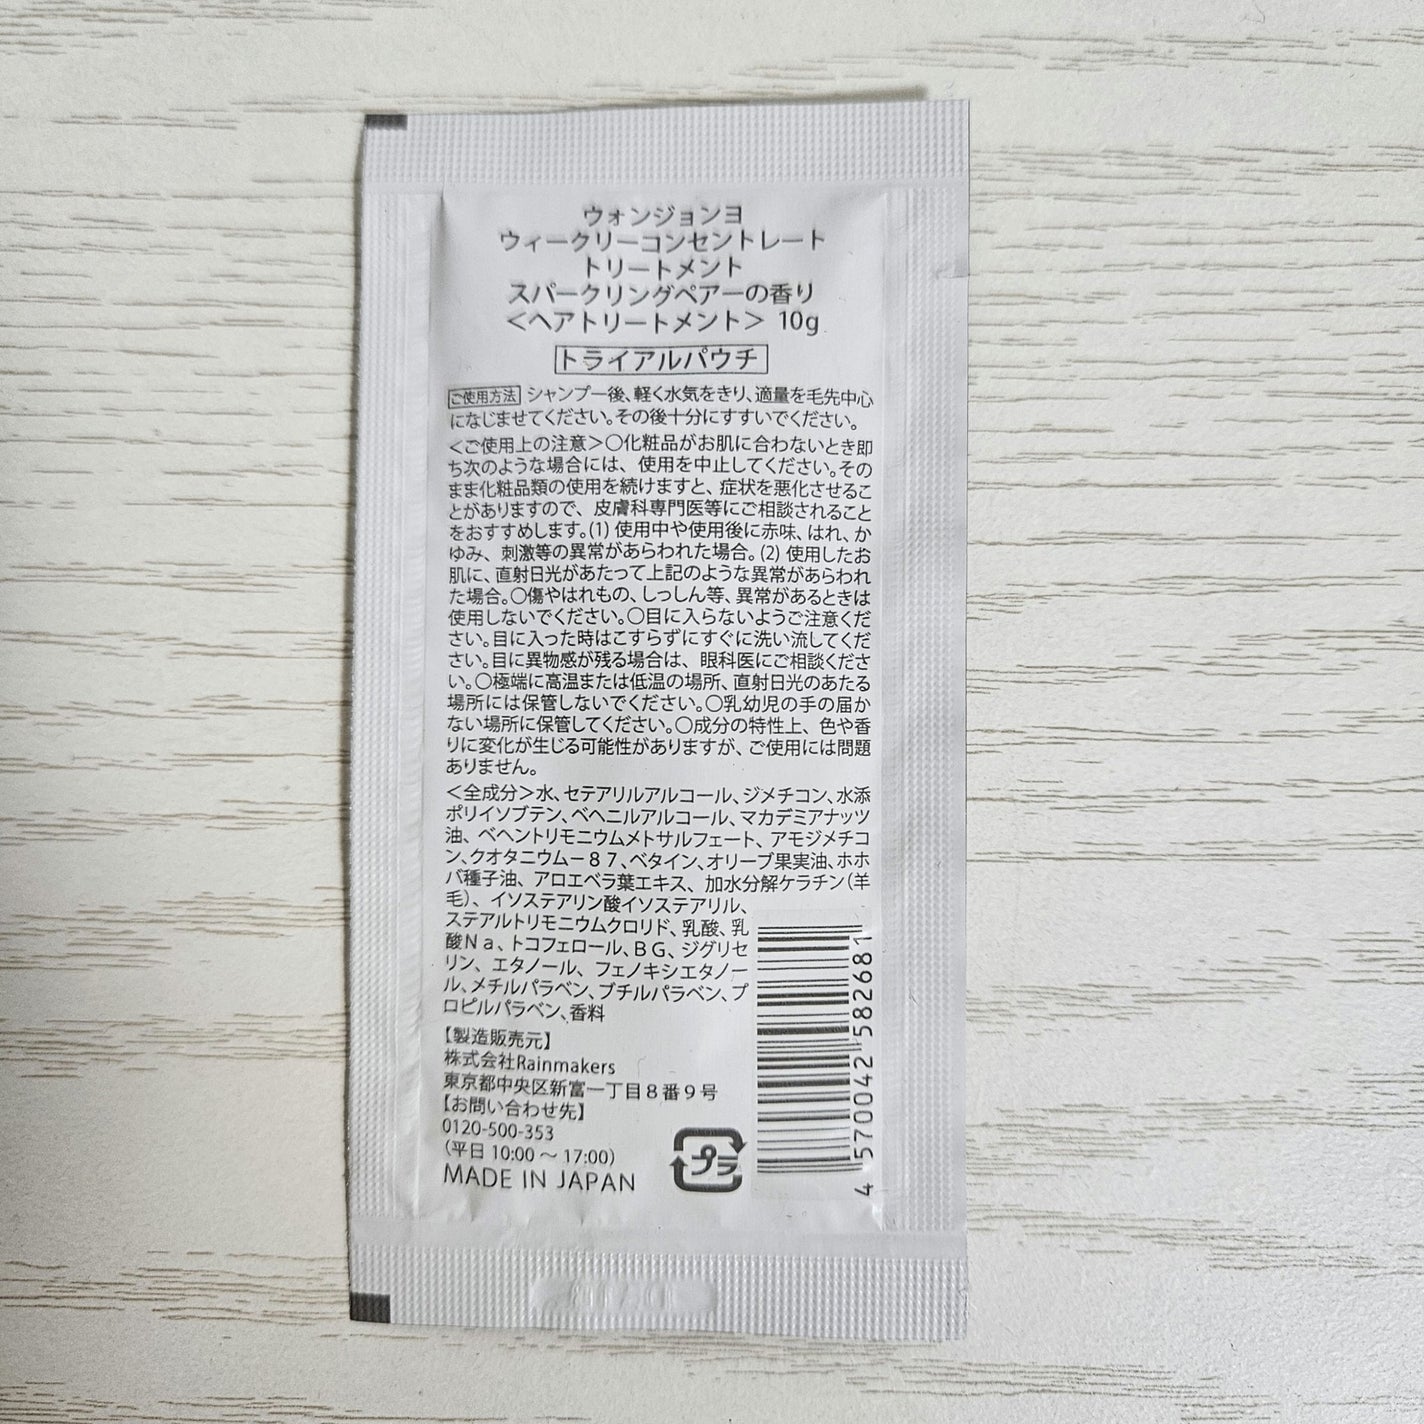 ウォンジョンヨ
ウィークリーコンセントレート
トリートメント
スパークリングペアーの香り
＜ヘアトリートメント＞ 10g
トライアルパウチ
ご使用方法 シャンプー後、軽く水気をきり、適量を毛先中心
になじませてください。その後十分にすすいでください。
＜ご使用上の注意＞〇化粧品がお肌に合わないとき即
ち次のような場合には、使用を中止してください。その
まま化粧品類の使用を続けますと、症状を悪化させるこ
とがありますので、皮膚科専門医等にご相談されること
をおすすめします。(1) 使用中や使用後に赤味、はれ、か
ゆみ、刺激等の異常があらわれた場合。(2) 使用したお
肌に、直射日光があたって上記のような異常があらわれ
た場合。〇傷やはれもの、しっしん等、異常があるときは
使用しないでください。〇目に入らないようご注意くだ
さい。目に入った時はこすらずにすぐに洗い流してくだ
さい。目に異物感が残る場合は、眼科医にご相談くださ
い。〇極端に高温または低温の場所、直射日光のあたる
場所には保管しないでください。〇乳幼児の手の届か
ない場所に保管してください。〇成分の特性上、色や香
りに変化が生じる可能性がありますが、ご使用には問題
ありません。
＜全成分＞水、セテアリルアルコール、ジメチコン、水添
ポリイソブテン、ベヘニルアルコール、マカデミアナッツ
油、ベヘントリモニウムメトサルフェート、アモジメチコ
ン、クオタニウムー８７、ベタイン、オリーブ果実油、ホホ
バ種子油、アロエベラ葉エキス、加水分解ケラチン（羊
毛）、イソステアリン酸イソステアリル、
ステアルトリモニウムクロリド、乳酸、乳
酸Ｎａ、トコフェロール、ＢＧ、ジグリセ
リン、エタノール、フェノキシエタノー
ル、メチルパラベン、ブチルパラベン、プ
ロピルパラベン、香料
【製造販売元】
株式会社Rainmakers
東京都中央区新富一丁目８番９号
【お問い合わせ先】
0120-500-353
（平日 10:00 ～ 17:00）
MADE IN JAPAN
プラ
4 570042 582681